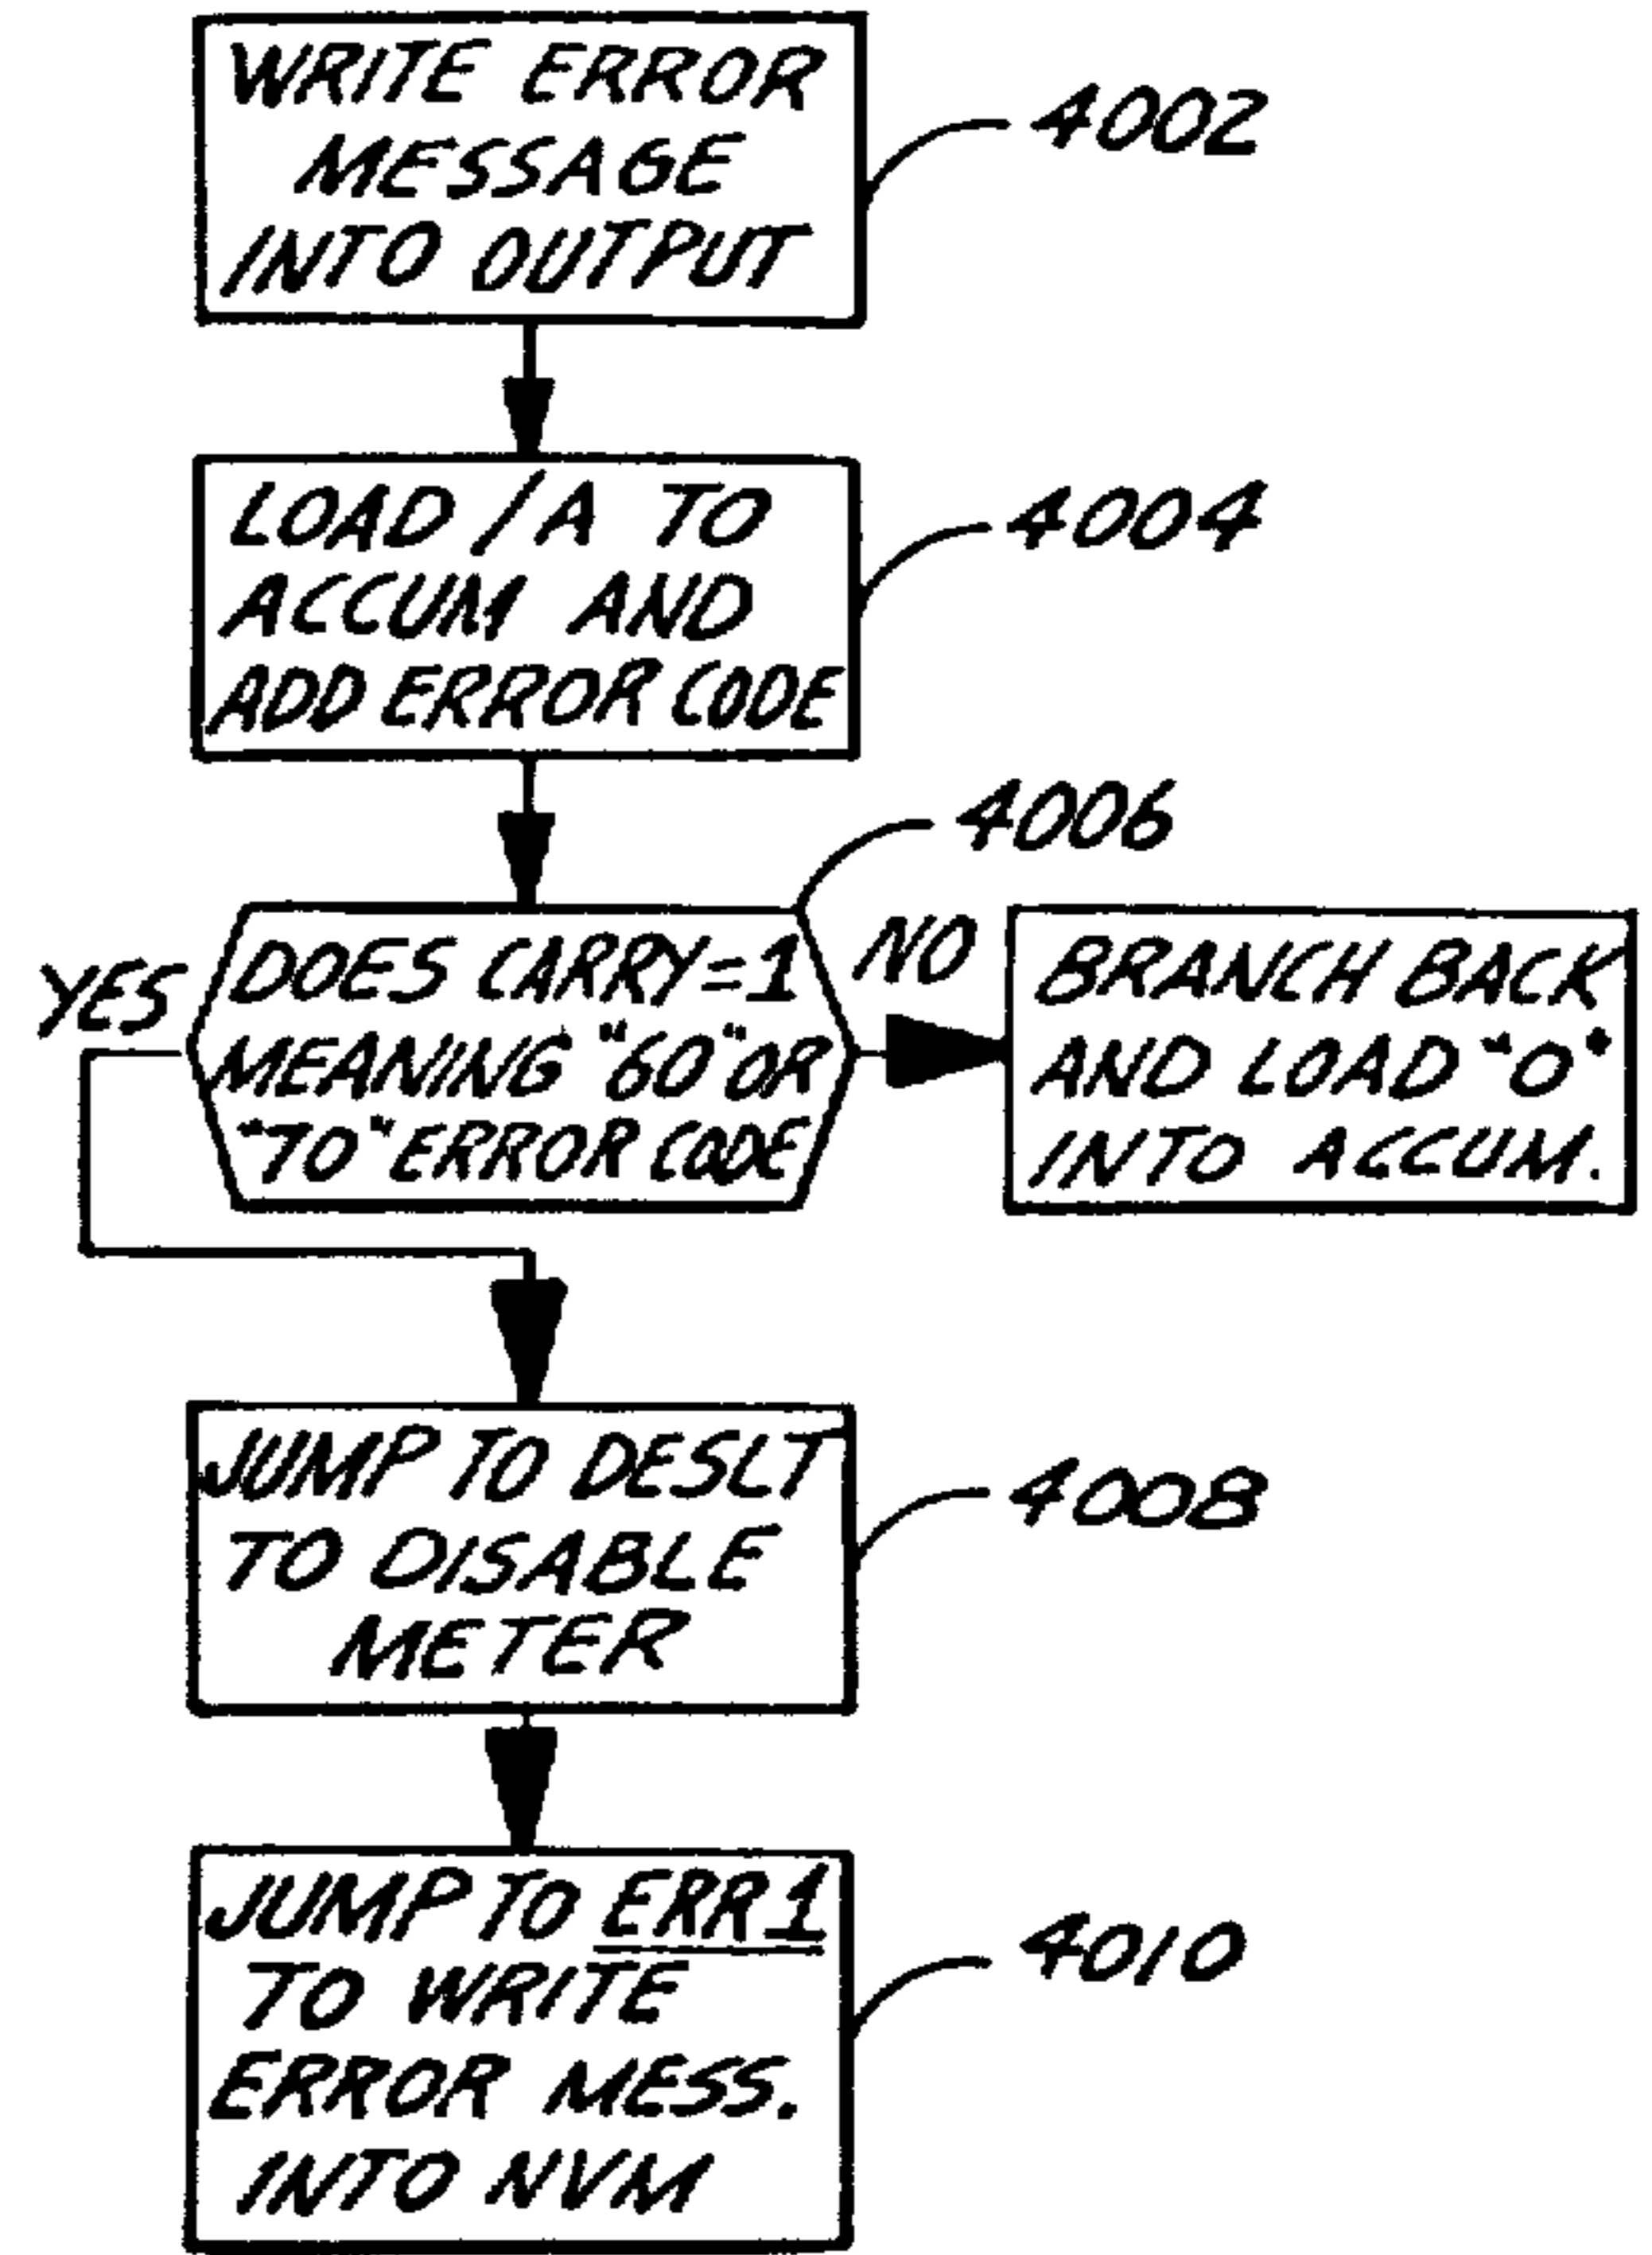 WRITE ERROR
MESSAGE
INTO OUTPUT
4002
LOAD /A TO
ACCUM AND
ADD ERROR CODE
4004
4006
DOES CARRY=1
MEANING "60" OR
"70" ERROR CODE
YES
NO
BRANCH BACK
AND LOAD "0"
INTO ACCUM.
JUMP TO DESLT
TO DISABLE
METER
4008
JUMP TO ERR1
TO WRITE
ERROR MESS.
INTO NVM
4010